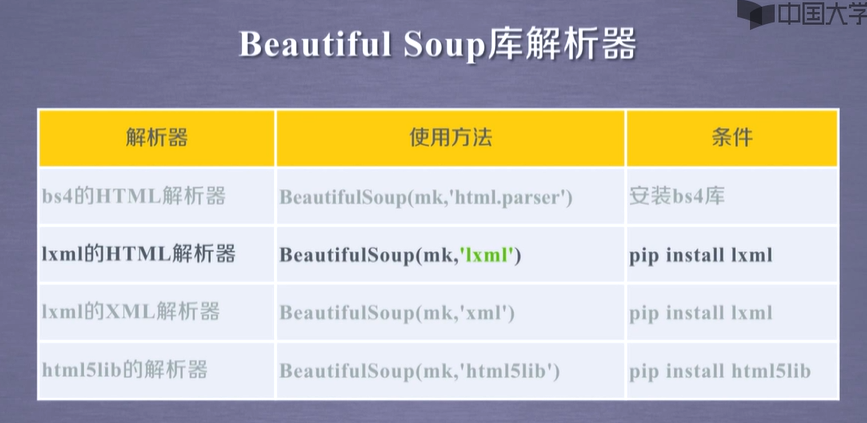 中国大学
Beautiful Soup库解析器
解析器 使用方法 条件
bs4的HTML解析器 BeautifulSoup(mk,'html.parser') 安装bs4库
lxml的HTML解析器 BeautifulSoup(mk,'lxml') pip install lxml
lxml的XML解析器 BeautifulSoup(mk,'xml') pip install lxml
html5lib的解析器 BeautifulSoup(mk,'html5lib') pip install html5lib